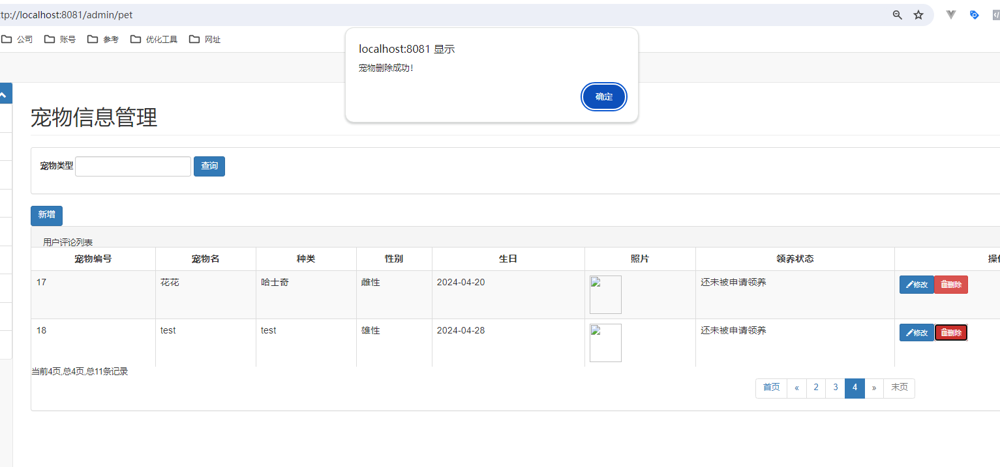 tp://localhost:8081/admin/pet
公司 账号 参考 优化工具 网址
localhost:8081 显示
宠物删除成功!
确定
宠物信息管理
宠物类型 查询
新增
用户评论列表
宠物编号 宠物名 种类 性别 生日 照片 领养状态
17 花花 哈士奇 雌性 2024-04-20 还未被申请领养 修改 删除
18 test test 雄性 2024-04-28 还未被申请领养 修改 删除
当前4页,总4页,总11条记录
首页 « 2 3 4 » 末页